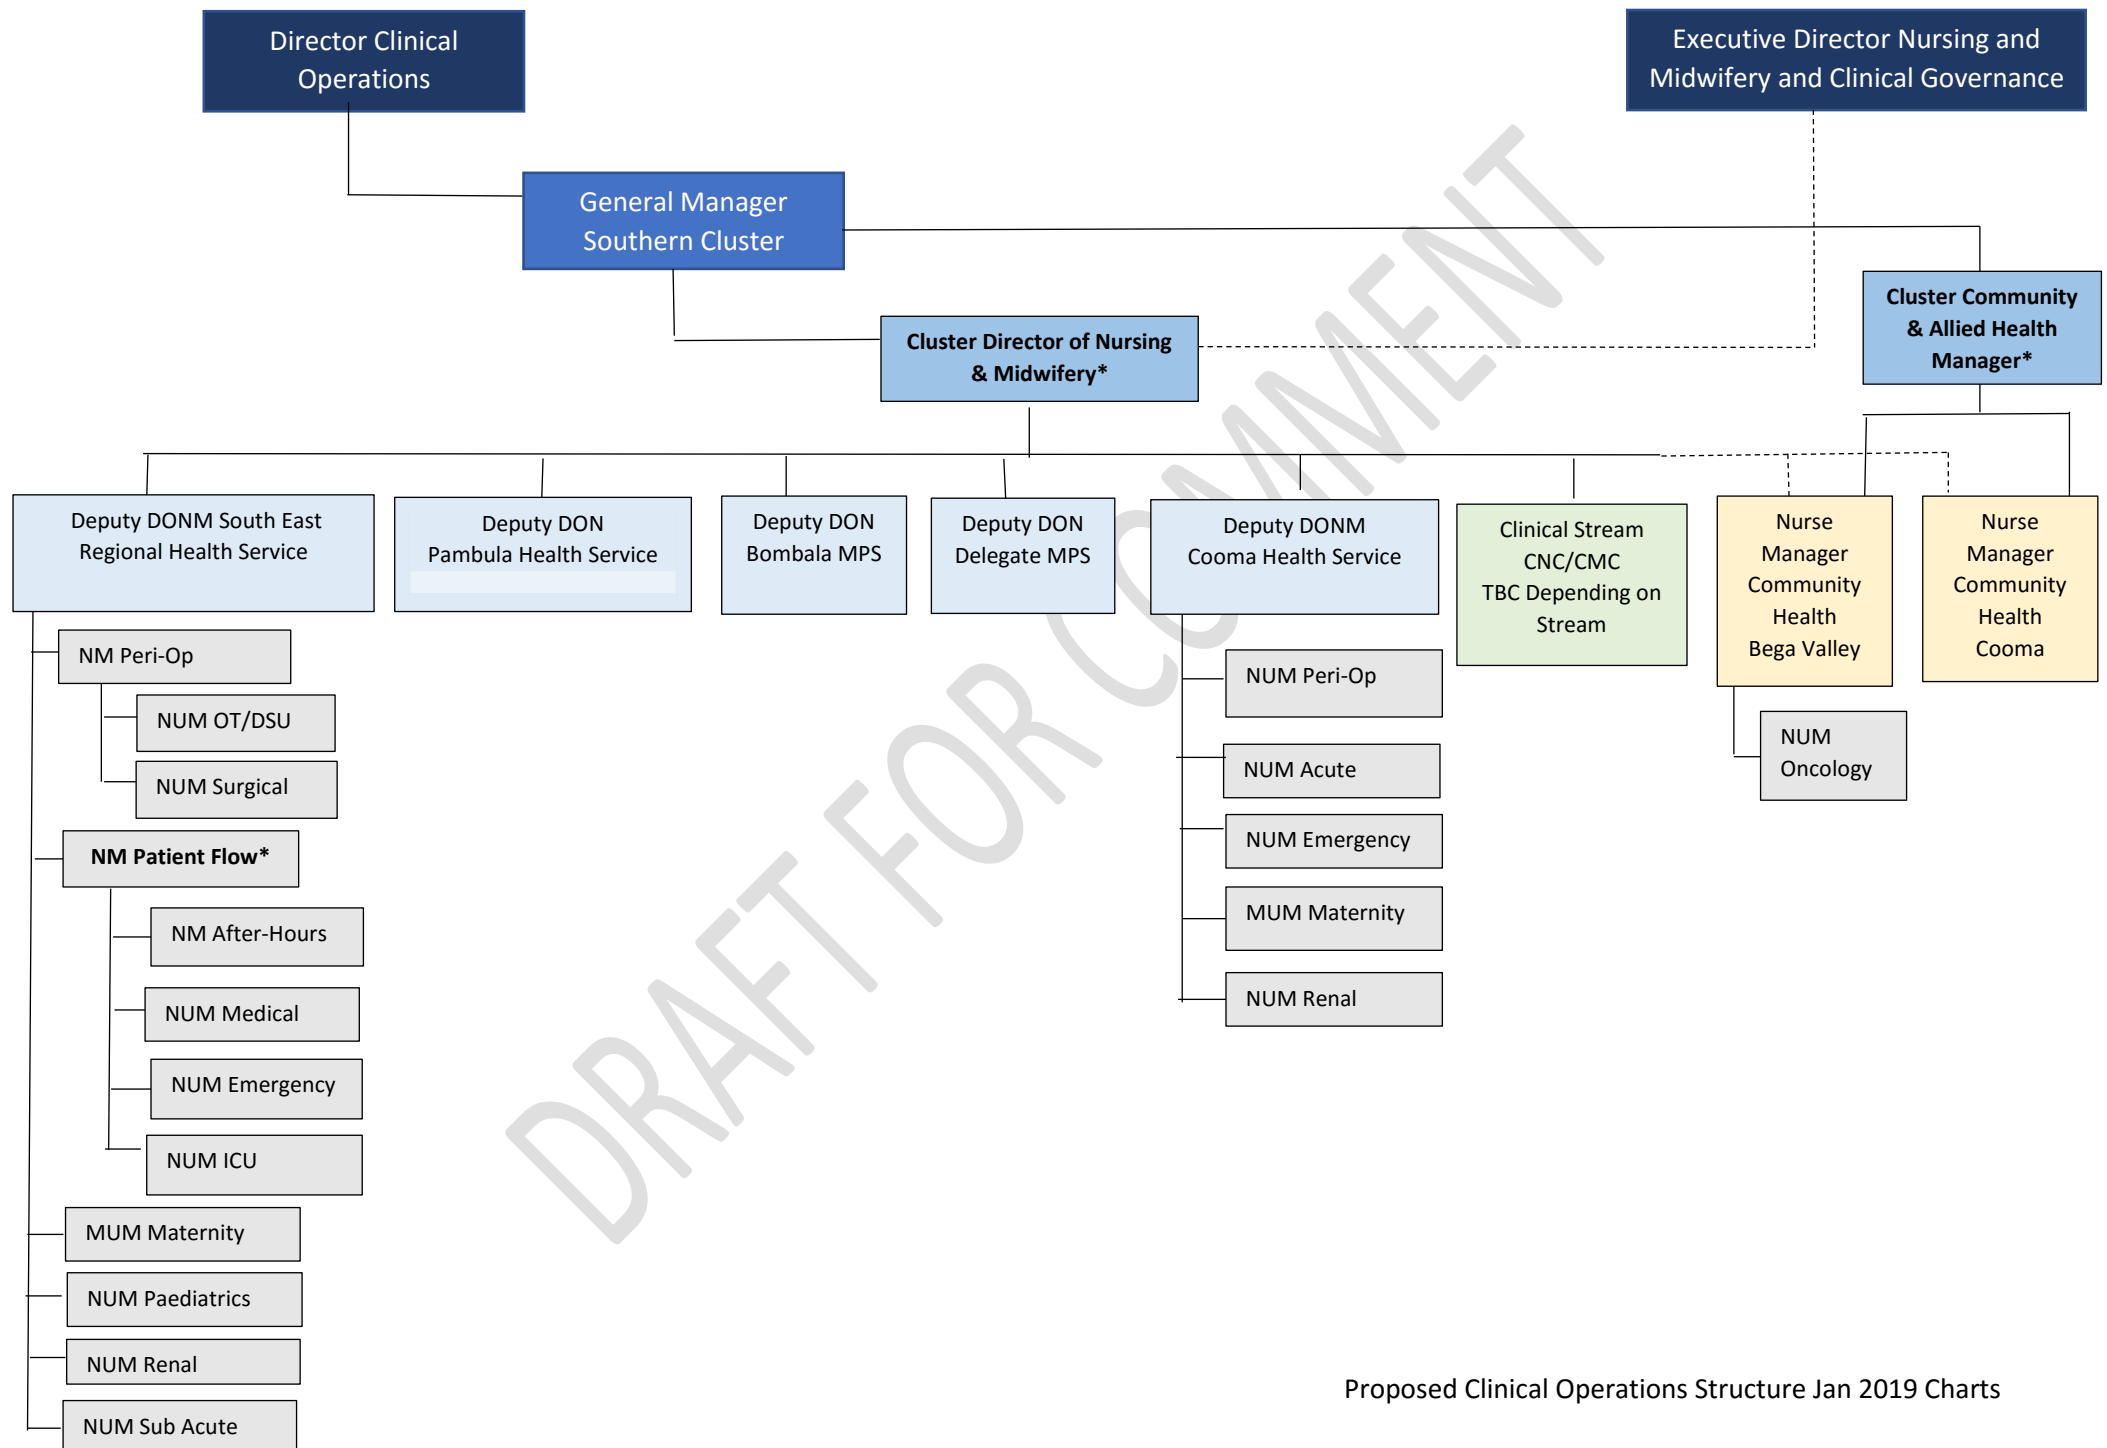 Director Clinical
Operations
Executive Director Nursing and
Midwifery and Clinical Governance
General Manager
Southern Cluster
Cluster Community
& Allied Health
Manager*
Cluster Director of Nursing
& Midwifery*
Deputy DONM South East
Regional Health Service
Deputy DON
Pambula Health Service
Deputy DON
Bombala MPS
Deputy DON
Delegate MPS
Deputy DONM
Cooma Health Service
Clinical Stream
CNC/CMC
TBC Depending on
Stream
Nurse
Manager
Community
Health
Bega Valley
Nurse
Manager
Community
Health
Cooma
NM Peri-Op
NUM OT/DSU
NUM Surgical
NM Patient Flow*
NM After-Hours
NUM Medical
NUM Emergency
NUM ICU
MUM Maternity
NUM Paediatrics
NUM Renal
NUM Sub Acute
NUM Peri-Op
NUM Acute
NUM Emergency
MUM Maternity
NUM Renal
NUM
Oncology
DRAFT FOR COMMENT
Proposed Clinical Operations Structure Jan 2019 Charts